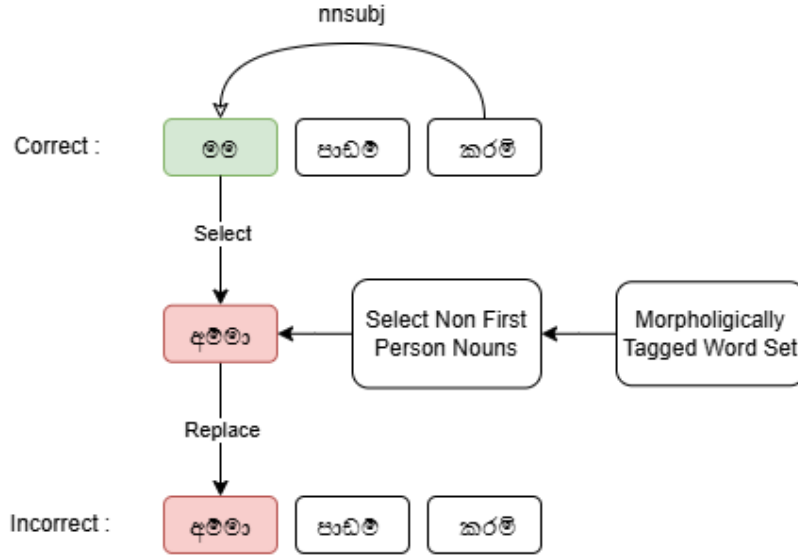 nnsubj
Correct :
මම
පාඩම්
කරමි
Select
අම්මා
Select Non First
Person Nouns
Morpholigically
Tagged Word Set
Replace
Incorrect :
අම්මා
පාඩම්
කරමි